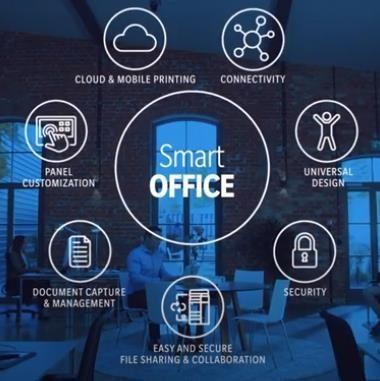 CLOUD & MOBILE PRINTING
CONNECTIVITY
PANEL
CUSTOMIZATION
Smart
OFFICE
UNIVERSAL
DESIGN
DOCUMENT CAPTURE
& MANAGEMENT
SECURITY
EASY AND SECURE
FILE SHARING & COLLABORATION